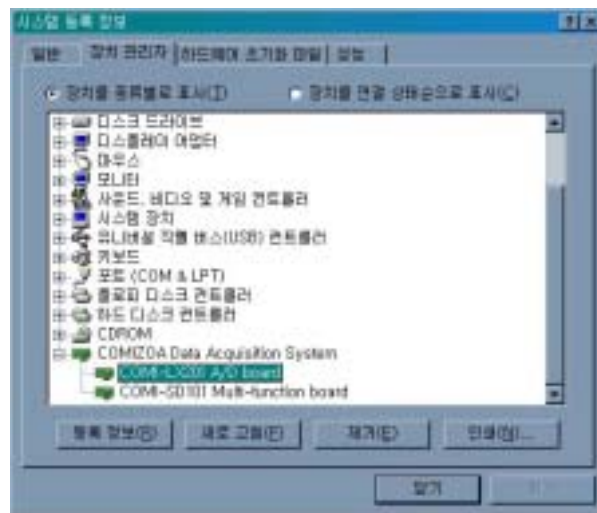 시스템 등록 정보
일반 장치 관리자 하드웨어 초기화 파일 성능
장치를 종류별로 표시(T) 장치를 연결 상태순으로 표시(C)
디스크 드라이브
디스플레이 어댑터
마우스
모니터
사운드, 비디오 및 게임 컨트롤러
시스템 장치
유니버설 직렬 버스(USB) 컨트롤러
키보드
포트 (COM & LPT)
플로피 디스크 컨트롤러
하드 디스크 컨트롤러
CDROM
COMIZOA Data Acquisition System
COMI-LX201 A/D board
COMI-SD101 Multi-function board
등록 정보(R) 새로 고침(F) 제거(E) 인쇄(N)...
닫기